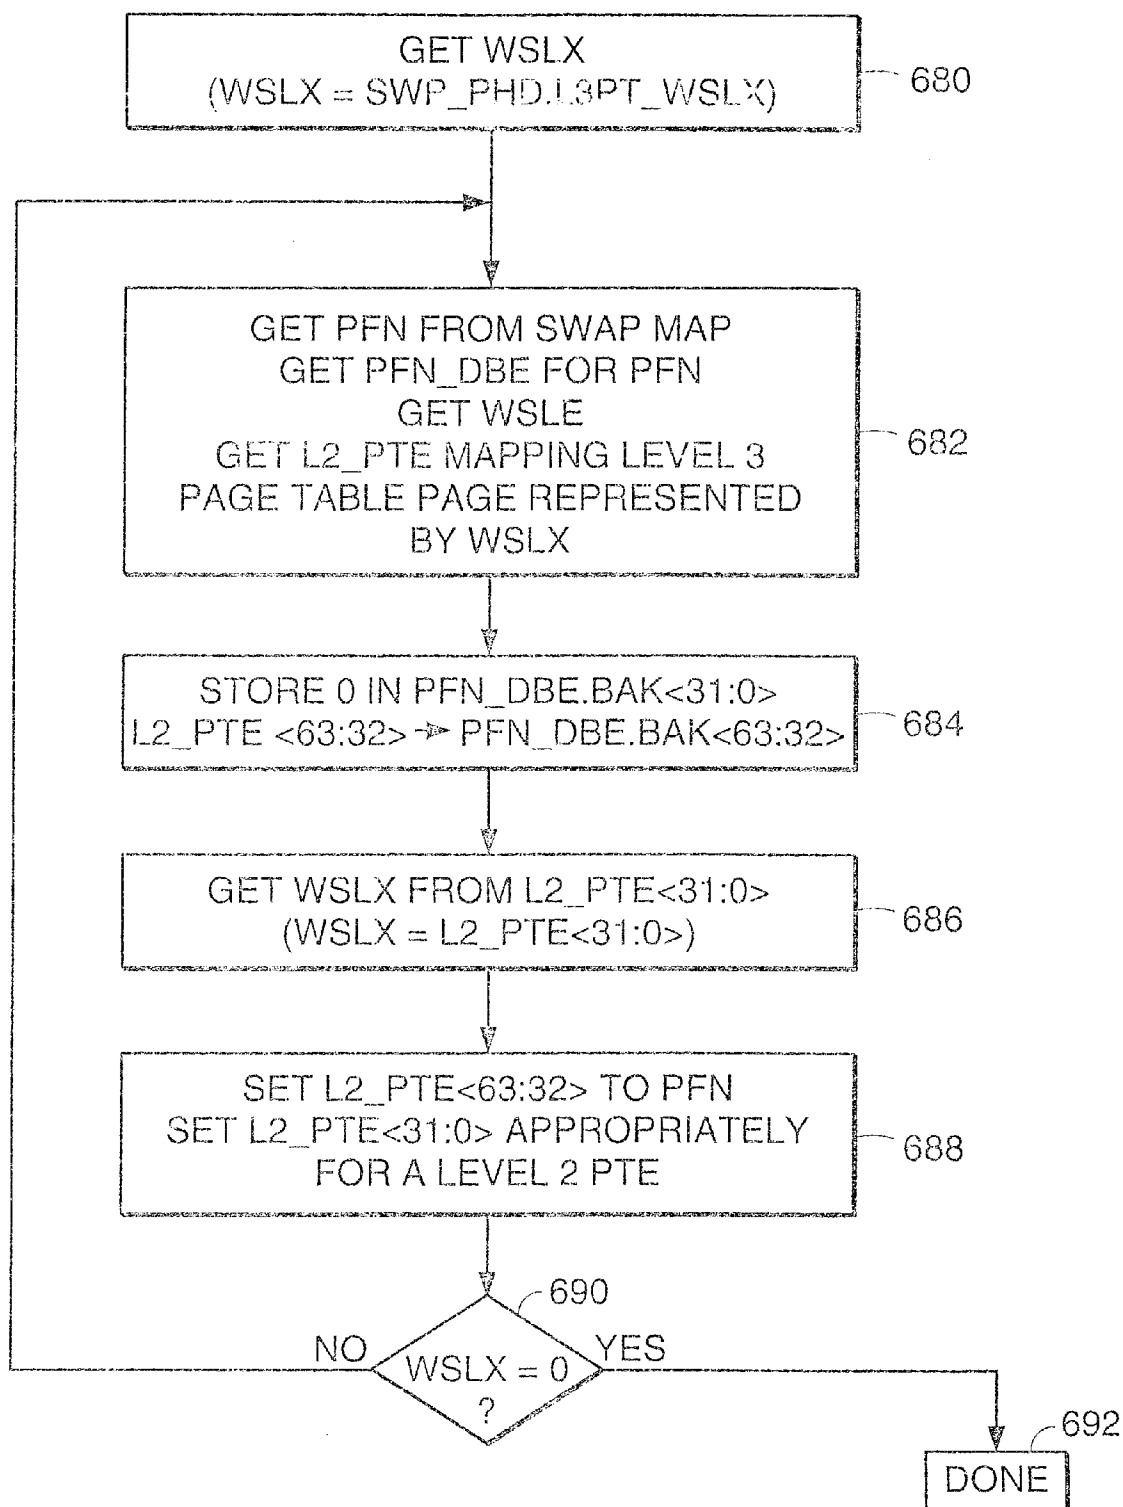 GET WSLX
(WSLX = SWP_PHD.L3PT_WSLX)
680
GET PFN FROM SWAP MAP
GET PFN_DBE FOR PFN
GET WSLE
GET L2_PTE MAPPING LEVEL 3
PAGE TABLE PAGE REPRESENTED
BY WSLX
682
STORE 0 IN PFN_DBE.BAK<31:0>
L2_PTE <63:32> → PFN_DBE.BAK<63:32>
684
GET WSLX FROM L2_PTE<31:0>
(WSLX = L2_PTE<31:0>)
686
SET L2_PTE<63:32> TO PFN
SET L2_PTE<31:0> APPROPRIATELY
FOR A LEVEL 2 PTE
688
690
NO
YES
WSLX = 0
?
692
DONE